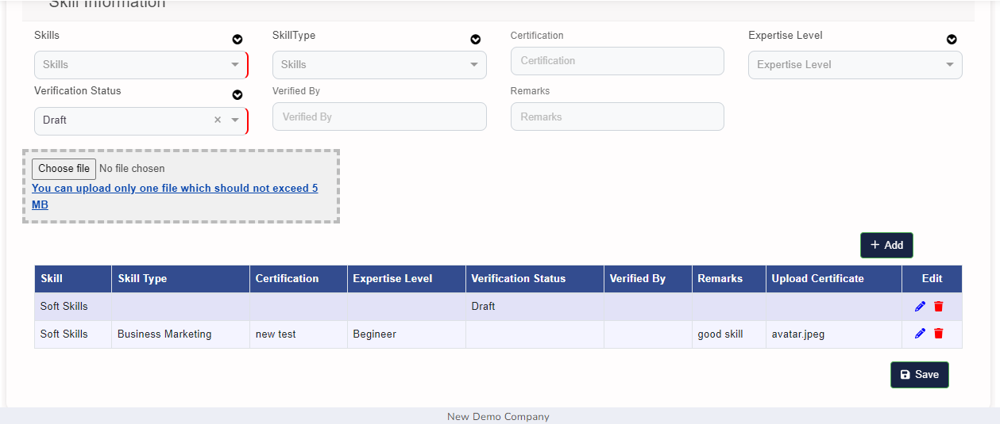 Skill Information
Skills
SkillType
Certification
Expertise Level
Skills
Skills
Certification
Expertise Level
Verification Status
Verified By
Remarks
Draft
Verified By
Remarks
Choose file No file chosen
You can upload only one file which should not exceed 5
MB
+ Add
Skill Skill Type Certification Expertise Level Verification Status Verified By Remarks Upload Certificate Edit
Soft Skills Draft
Soft Skills Business Marketing new test Begineer good skill avatar.jpeg
Save
New Demo Company